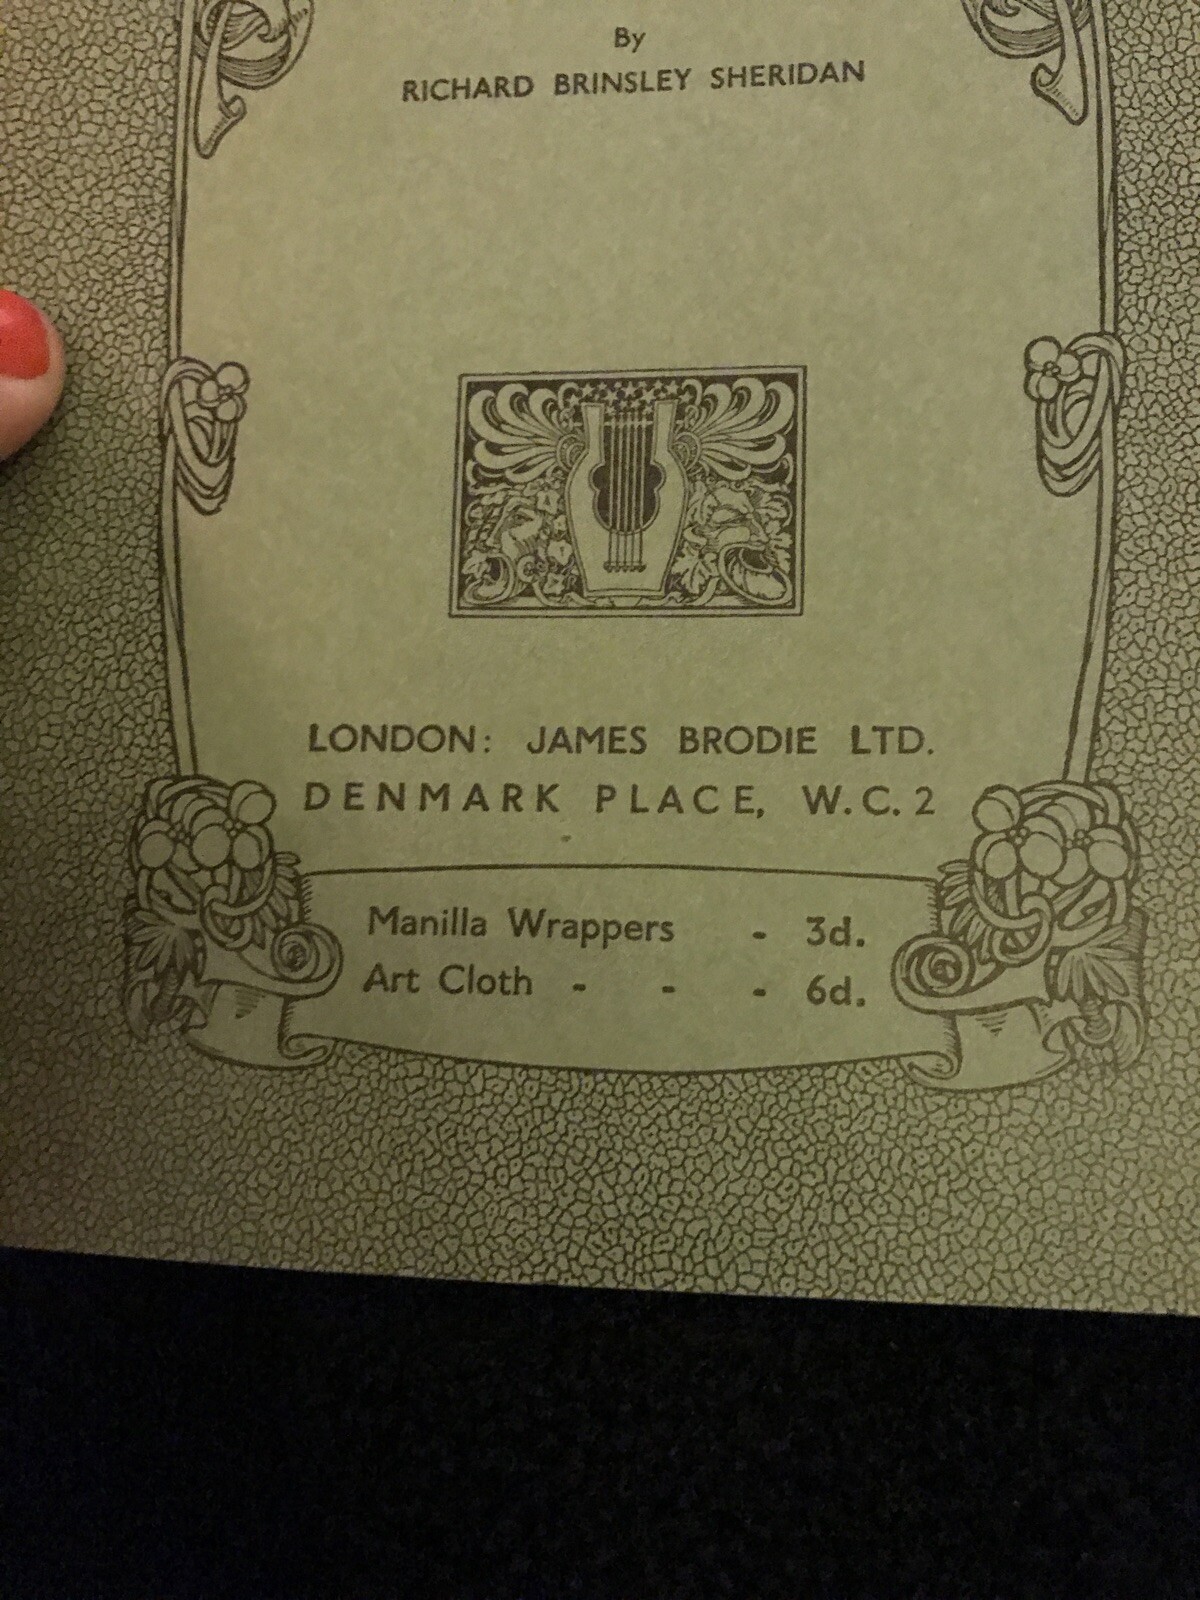 By
RICHARD BRINSLEY SHERIDAN
LONDON: JAMES BRODIE LTD.
DENMARK PLACE, W.C.2
Manilla Wrappers - 3d.
Art Cloth - - - 6d.